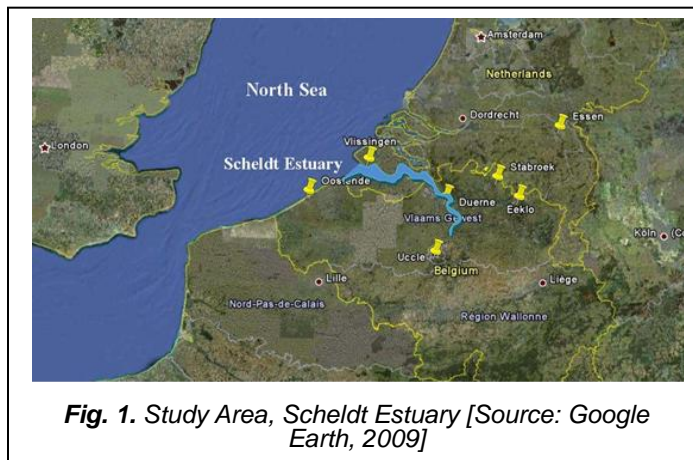 Amsterdam
North Sea
Netherlands
Dordrecht
Essen
London
Vlissingen
Scheldt Estuary
Stabroek
Oostende
Duerne
Eeklo
Vlaams Gewest
Köln
Uccle
Belgium
Lille
Liège
Nord-Pas-de-Calais
Région Wallonne
Fig. 1. Study Area, Scheldt Estuary [Source: Google
Earth, 2009]